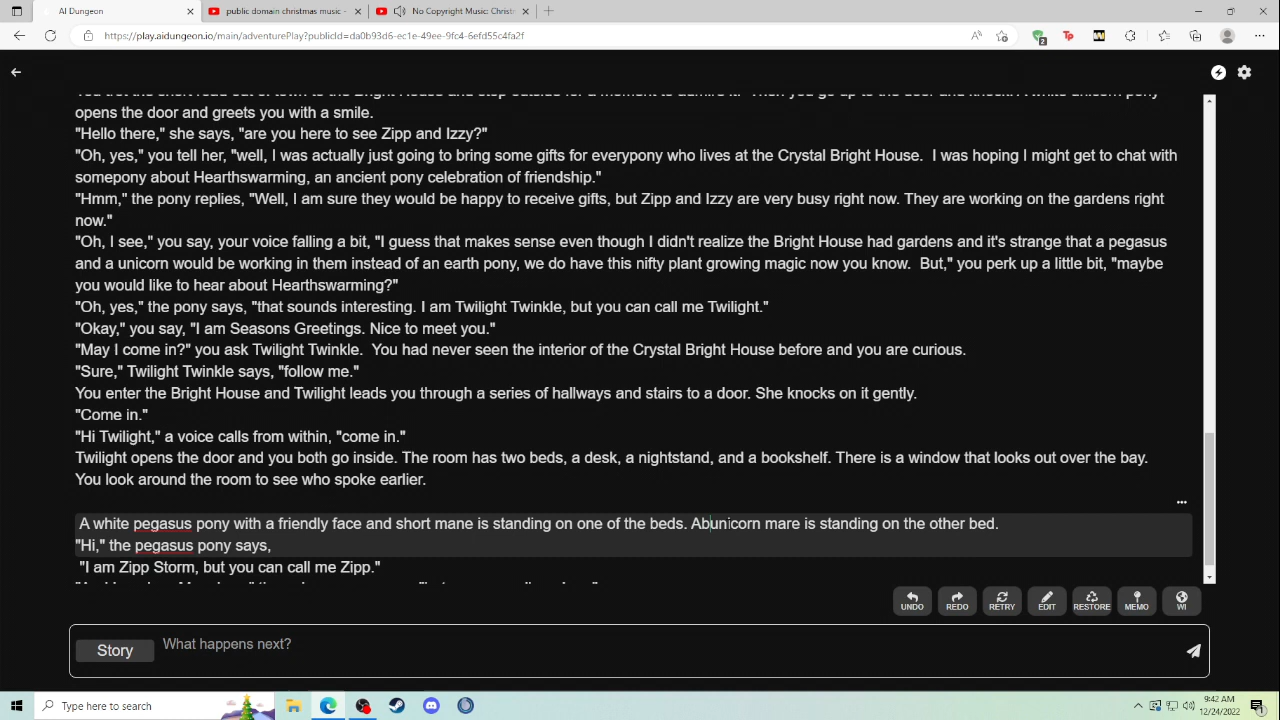 AI Dungeon
public domain christmas music -
No Copyright Music: Christm
https://play.aidungeon.io/main/adventurePlay?publicId=da0b93d6-ec1e-49ee-9fc4-6efd55c4fa2f
opens the door and greets you with a smile.
"Hello there," she says, "are you here to see Zipp and Izzy?"
"Oh, yes," you tell her, "well, I was actually just going to bring some gifts for everypony who lives at the Crystal Bright House.  I was hoping I might get to chat with
somepony about Hearthswarming, an ancient pony celebration of friendship."
"Hmm," the pony replies, "Well, I am sure they would be happy to receive gifts, but Zipp and Izzy are very busy right now. They are working on the gardens right
now."
"Oh, I see," you say, your voice falling a bit, "I guess that makes sense even though I didn't realize the Bright House had gardens and it's strange that a pegasus
and a unicorn would be working in them instead of an earth pony, we do have this nifty plant growing magic now you know.  But," you perk up a little bit, "maybe
you would like to hear about Hearthswarming?"
"Oh, yes," the pony says, "that sounds interesting. I am Twilight Twinkle, but you can call me Twilight."
"Okay," you say, "I am Seasons Greetings. Nice to meet you."
"May I come in?" you ask Twilight Twinkle.  You had never seen the interior of the Crystal Bright House before and you are curious.
"Sure," Twilight Twinkle says, "follow me."
You enter the Bright House and Twilight leads you through a series of hallways and stairs to a door. She knocks on it gently.
"Come in."
"Hi Twilight," a voice calls from within, "come in."
Twilight opens the door and you both go inside. The room has two beds, a desk, a nightstand, and a bookshelf. There is a window that looks out over the bay.
You look around the room to see who spoke earlier.
A white pegasus pony with a friendly face and short mane is standing on one of the beds. Abunicorn mare is standing on the other bed.
"Hi," the pegasus pony says,
"I am Zipp Storm, but you can call me Zipp."
UNDO REDO RETRY EDIT RESTORE MEMO WI
Story What happens next?
Type here to search
9:42 AM
12/24/2022